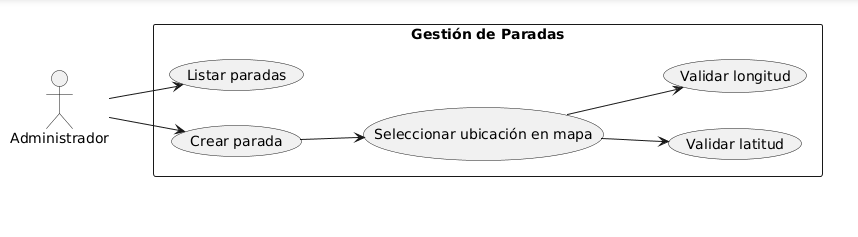 Gestión de Paradas
Listar paradas
Validar longitud
Administrador
Crear parada
Seleccionar ubicación en mapa
Validar latitud